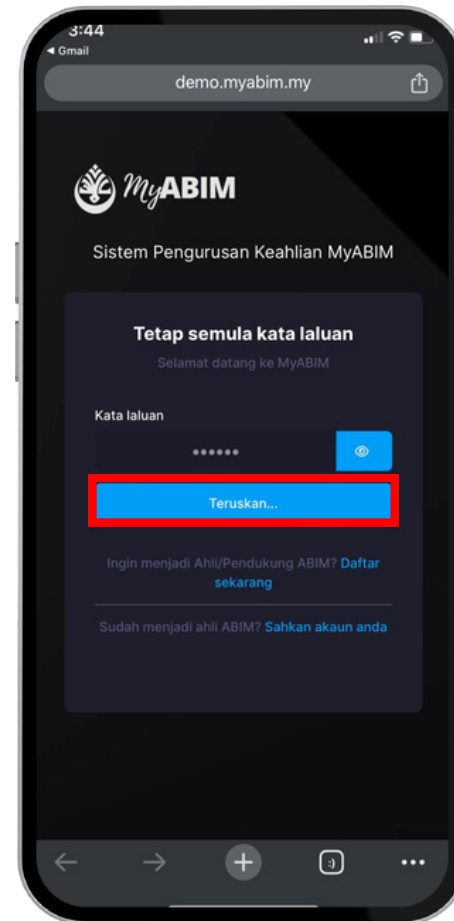 3:44
Gmail
demo.myabim.my
MyABIM
Sistem Pengurusan Keahlian MyABIM
Tetap semula kata laluan
Selamat datang ke MyABIM
Kata laluan
••••••
Teruskan...
Ingin menjadi Ahli/Pendukung ABIM? Daftar
sekarang
Sudah menjadi ahli ABIM? Sahkan akaun anda
:)